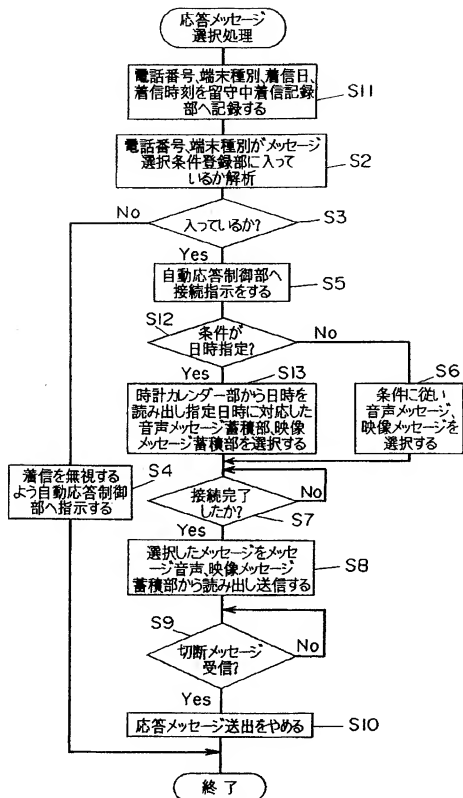 応答メッセージ
選択処理
電話番号、端末種別、着信日、
着信時刻を留守中着信記録
部へ記録する
S11
電話番号、端末種別がメッセージ
選択条件登録部に入って
いるか解析
S2
No
入っているか?
S3
Yes
自動応答制御部へ
接続指示をする
S5
S12
条件が
日時指定?
No
Yes
S13
時計カレンダー部から日時を
読み出し指定日時に対応した
音声メッセージ蓄積部、映像
メッセージ蓄積部を選択する
S6
条件に従い
音声メッセージ、
映像メッセージを
選択する
S4
着信を無視する
よう自動応答制御
部へ指示する
接続完了
したか?
No
S7
Yes
選択したメッセージをメッセ
ージ音声、映像メッセージ
蓄積部から読み出し送信する
S8
S9
切断メッセージ
受信?
No
Yes
応答メッセージ送出をやめる
S10
終了